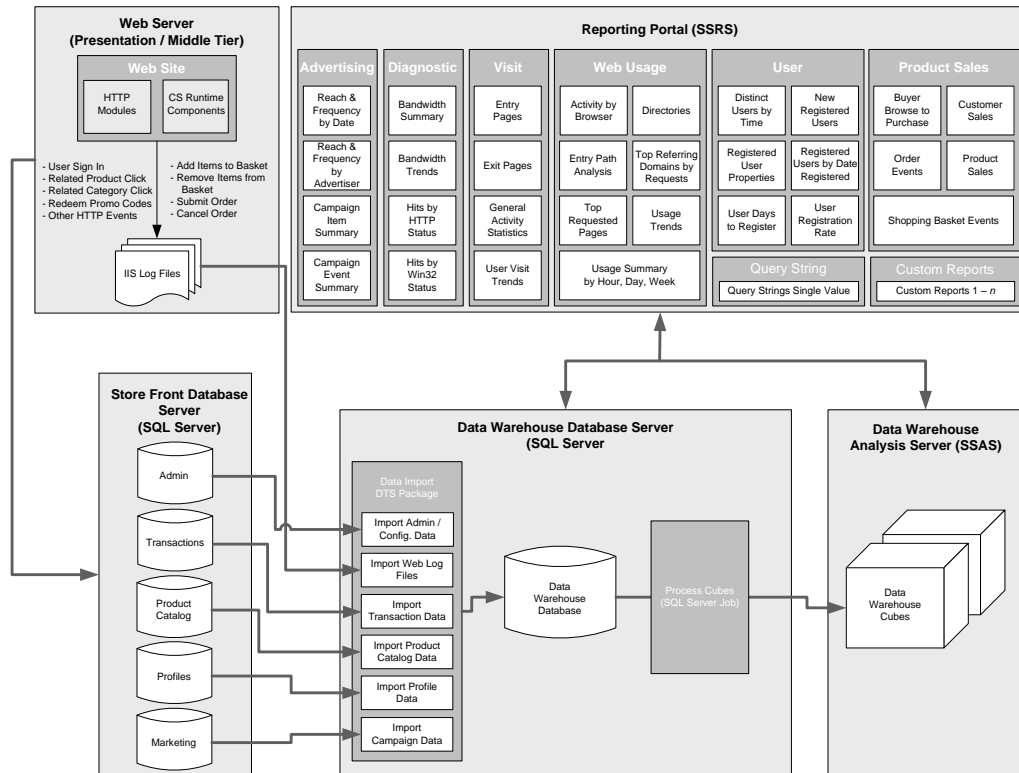 Web Server
(Presentation / Middle Tier)
Web Site
HTTP
Modules
CS Runtime
Components
- User Sign In
- Related Product Click
- Related Category Click
- Redeem Promo Codes
- Other HTTP Events
- Add Items to Basket
- Remove Items from
Basket
- Submit Order
- Cancel Order
IIS Log Files
Reporting Portal (SSRS)
Advertising
Reach &
Frequency
by Date
Reach &
Frequency by
Advertiser
Campaign
Item
Summary
Campaign
Event
Summary
Diagnostic
Bandwidth
Summary
Bandwidth
Trends
Hits by
HTTP
Status
Hits by
Win32
Status
Visit
Entry
Pages
Exit Pages
General
Activity
Statistics
User Visit
Trends
Web Usage
Activity by
Browser
Directories
Entry Path
Analysis
Top Referring
Domains by
Requests
Top
Requested
Pages
Usage
Trends
Usage Summary
by Hour, Day, Week
User
Distinct
Users by
Time
New
Registered
Users
Registered
User
Properties
Registered
Users by Date
Registered
User Days
to Register
User
Registration
Rate
Query String
Query Strings Single Value
Product Sales
Buyer
Browse to
Purchase
Customer
Sales
Order
Events
Product
Sales
Shopping Basket Events
Custom Reports
Custom Reports 1 – n
Store Front Database
Server
(SQL Server)
Admin
Transactions
Product
Catalog
Profiles
Marketing
Data Warehouse Database Server
(SQL Server
Data Import
DTS Package
Import Admin /
Config. Data
Import Web Log
Files
Import
Transaction Data
Import Product
Catalog Data
Import Profile
Data
Import
Campaign Data
Data
Warehouse
Database
Process Cubes
(SQL Server Job)
Data Warehouse
Analysis Server (SSAS)
Data
Warehouse
Cubes